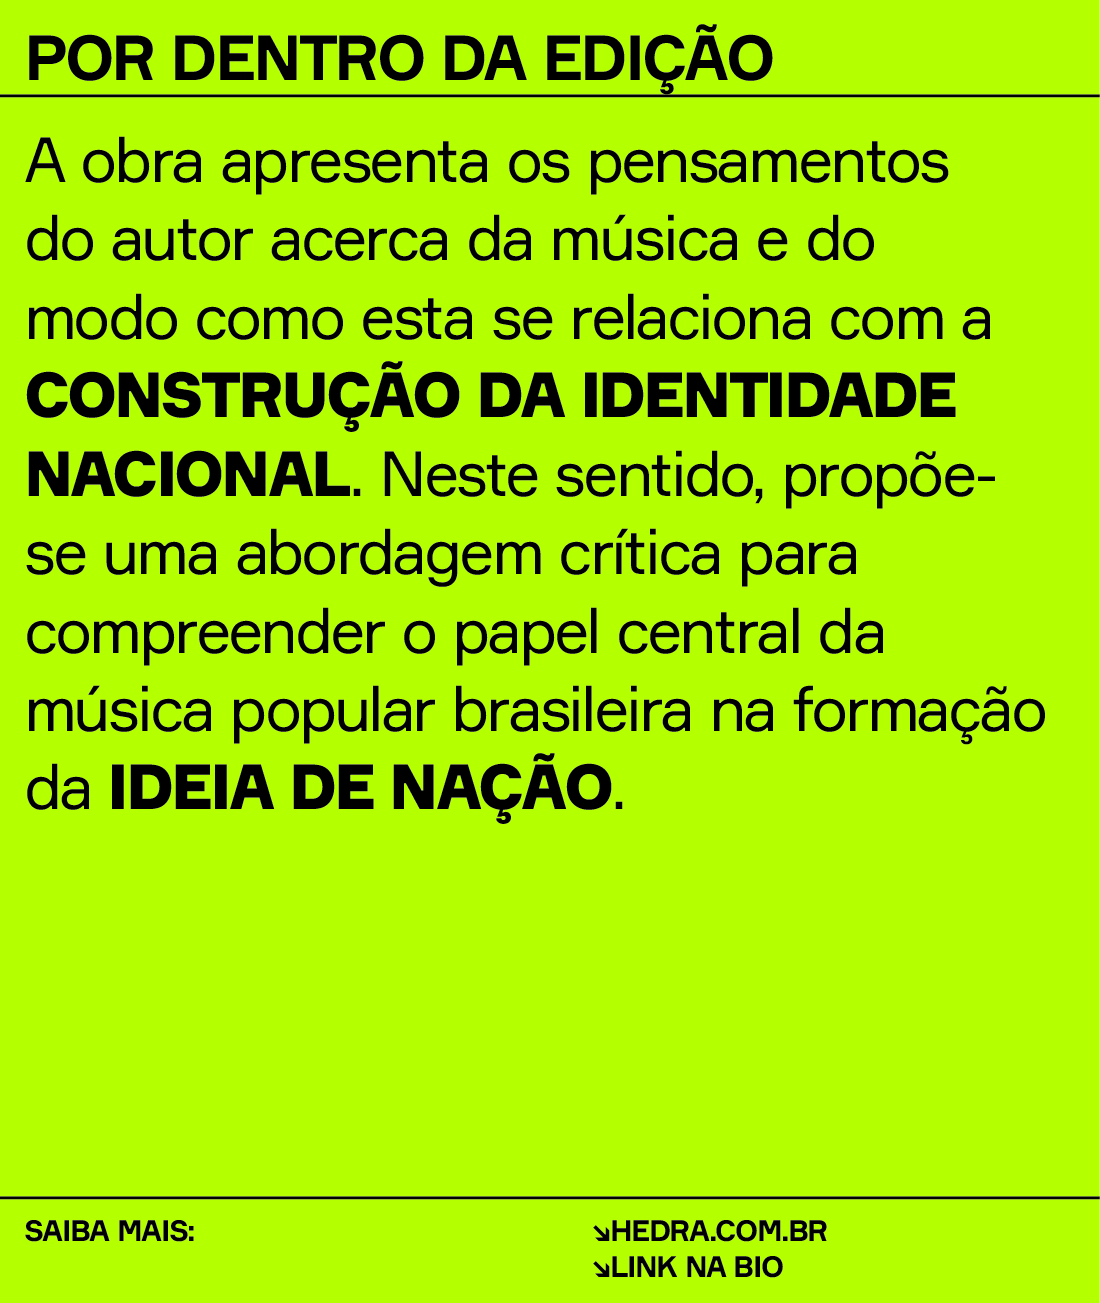 POR DENTRO DA EDIÇÃO
A obra apresenta os pensamentos
do autor acerca da música e do
modo como esta se relaciona com a
CONSTRUÇÃO DA IDENTIDADE
NACIONAL. Neste sentido, propõe-
se uma abordagem crítica para
compreender o papel central da
música popular brasileira na formação
da IDEIA DE NAÇÃO.
SAIBA MAIS:
↘HEDRA.COM.BR
↘LINK NA BIO